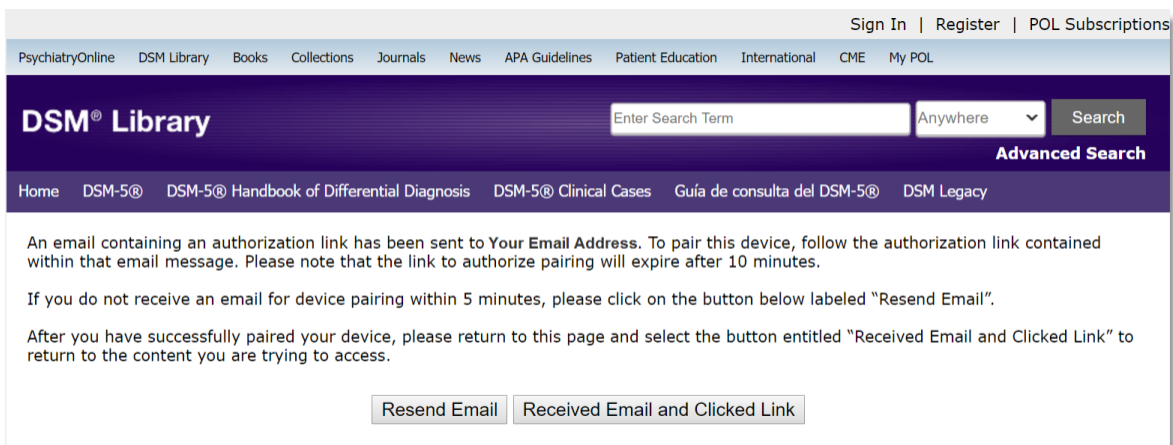 Sign In | Register | POL Subscriptions
PsychiatryOnline DSM Library Books Collections Journals News APA Guidelines Patient Education International CME My POL
DSM® Library Enter Search Term Anywhere Search
Advanced Search
Home DSM-5® DSM-5® Handbook of Differential Diagnosis DSM-5® Clinical Cases Guía de consulta del DSM-5® DSM Legacy
An email containing an authorization link has been sent to Your Email Address. To pair this device, follow the authorization link contained
within that email message. Please note that the link to authorize pairing will expire after 10 minutes.
If you do not receive an email for device pairing within 5 minutes, please click on the button below labeled “Resend Email”.
After you have successfully paired your device, please return to this page and select the button entitled “Received Email and Clicked Link” to
return to the content you are trying to access.
Resend Email Received Email and Clicked Link